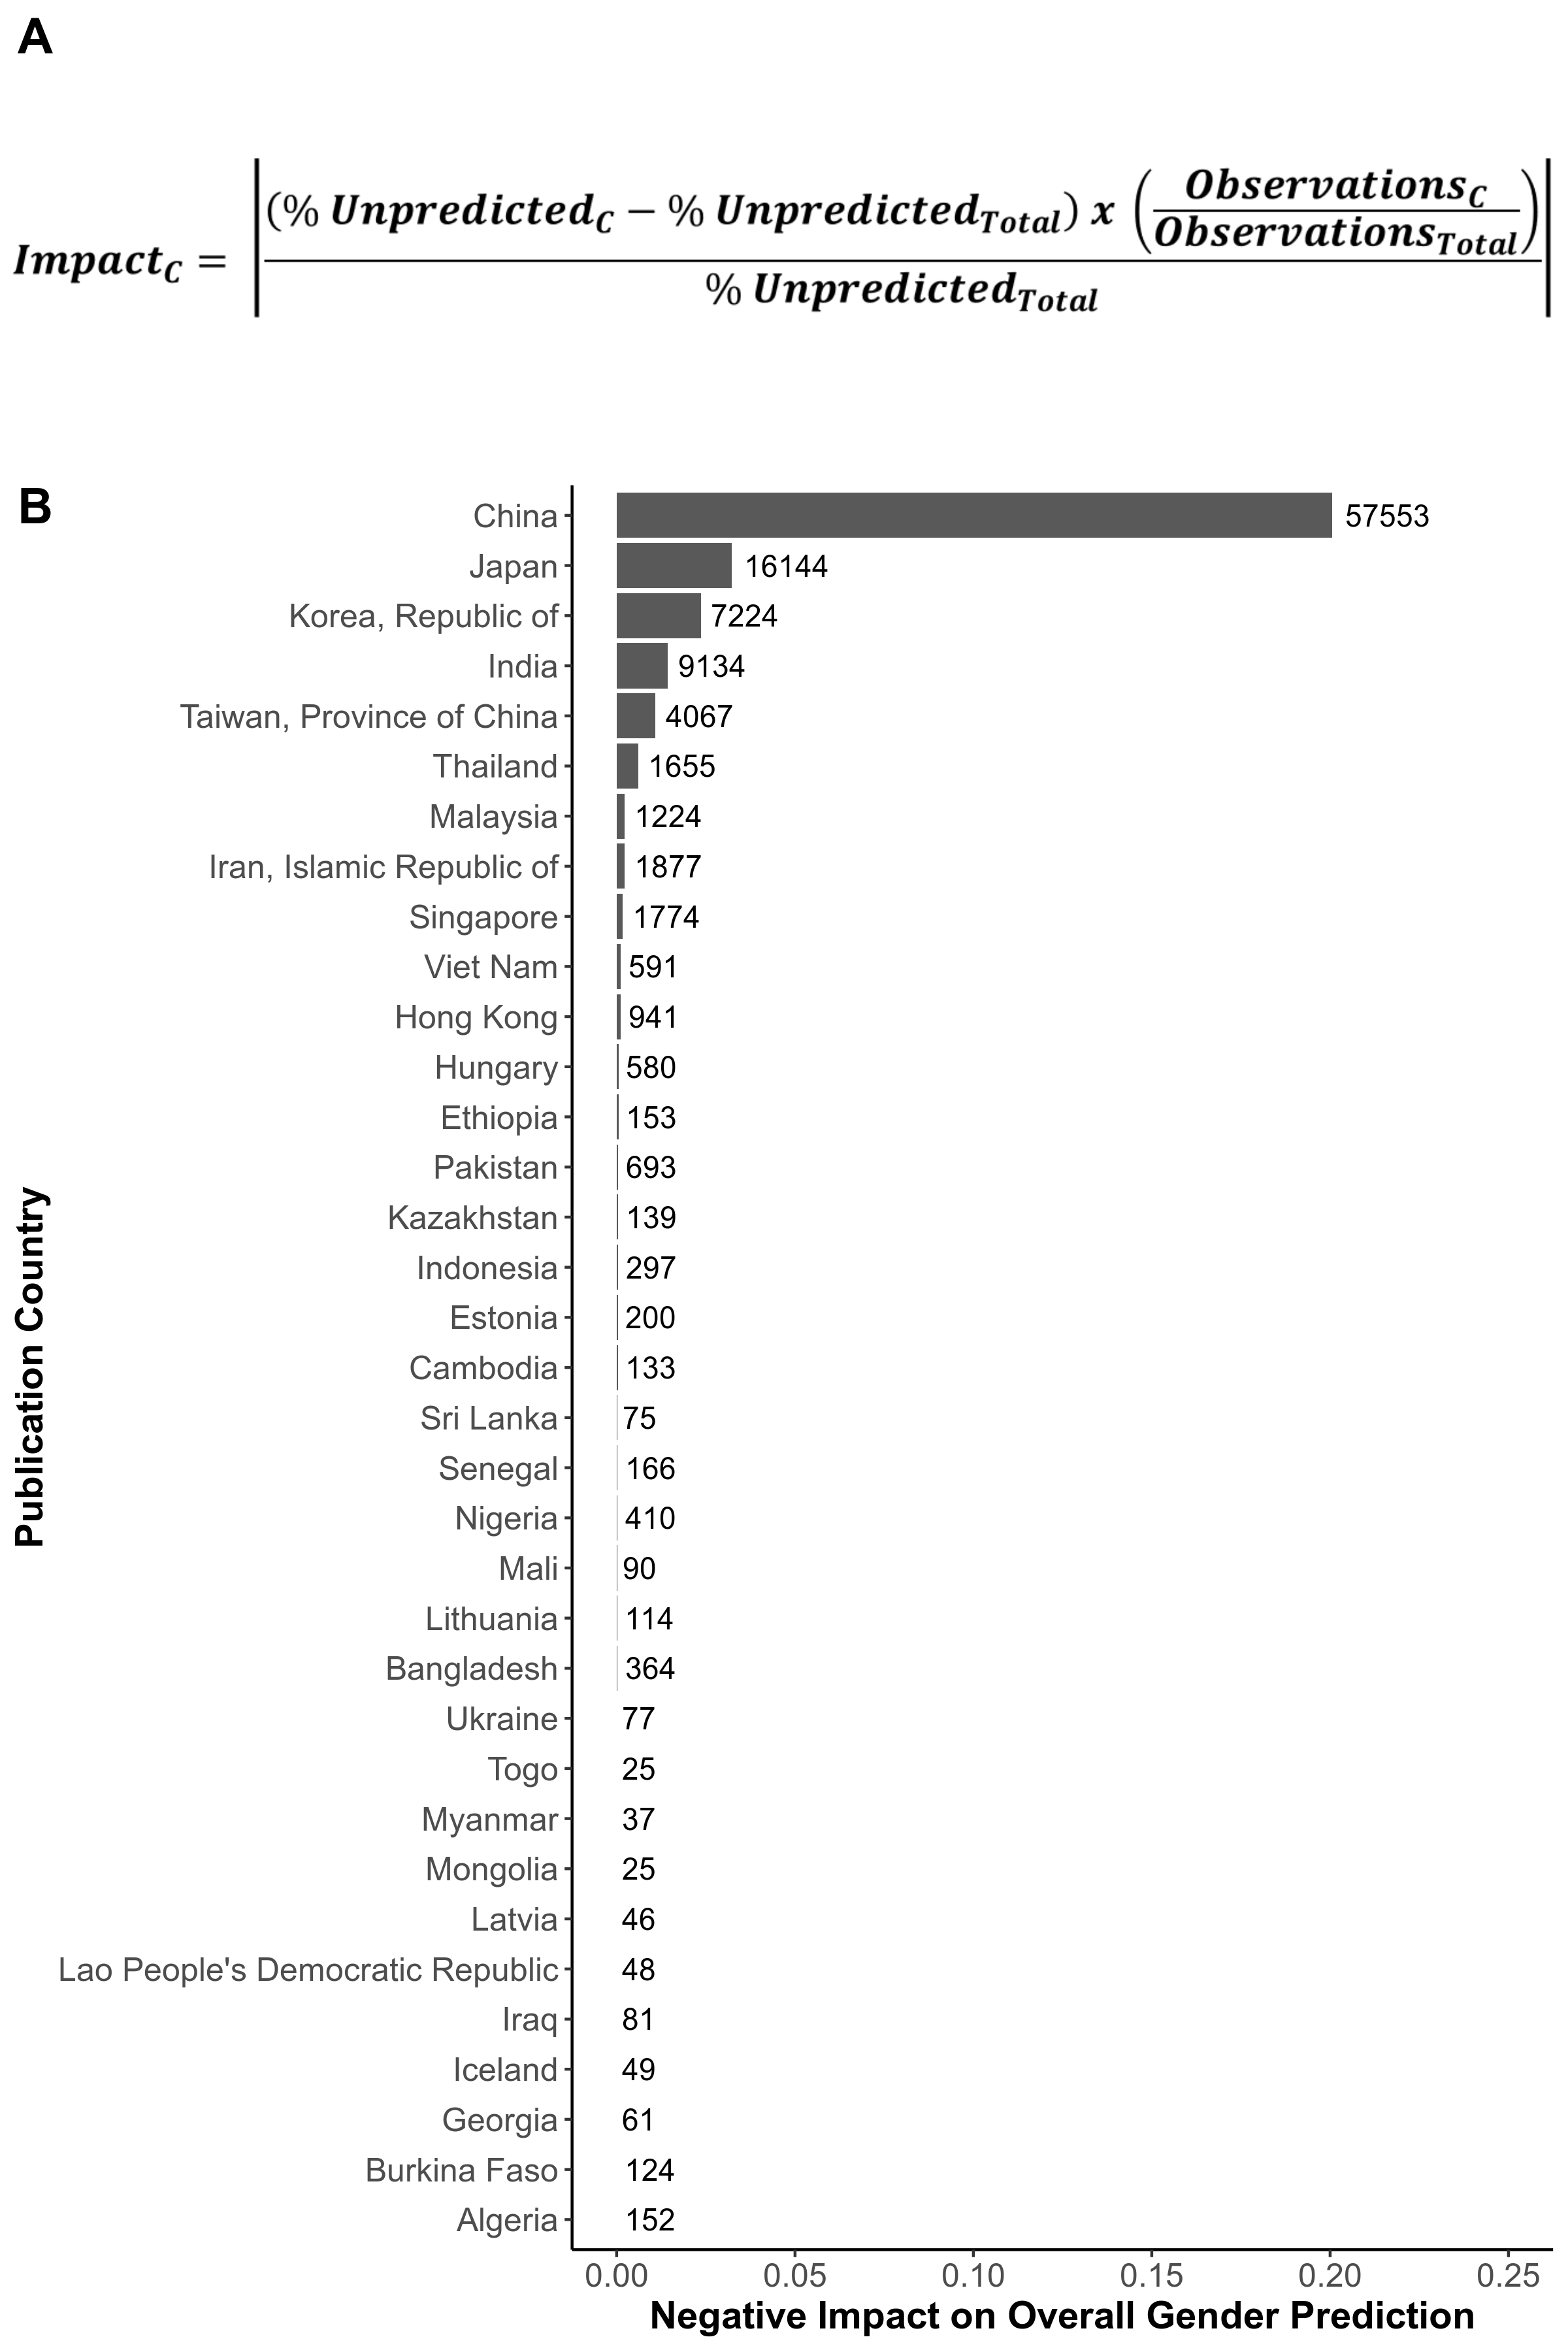 A
Impact_C = |(% Unpredicted_C − % Unpredicted_Total) x (Observations_C / Observations_Total) / % Unpredicted_Total|
B
Publication Country
China 57553
Japan 16144
Korea, Republic of 7224
India 9134
Taiwan, Province of China 4067
Thailand 1655
Malaysia 1224
Iran, Islamic Republic of 1877
Singapore 1774
Viet Nam 591
Hong Kong 941
Hungary 580
Ethiopia 153
Pakistan 693
Kazakhstan 139
Indonesia 297
Estonia 200
Cambodia 133
Sri Lanka 75
Senegal 166
Nigeria 410
Mali 90
Lithuania 114
Bangladesh 364
Ukraine 77
Togo 25
Myanmar 37
Mongolia 25
Latvia 46
Lao People's Democratic Republic 48
Iraq 81
Iceland 49
Georgia 61
Burkina Faso 124
Algeria 152
0.00 0.05 0.10 0.15 0.20 0.25
Negative Impact on Overall Gender Prediction